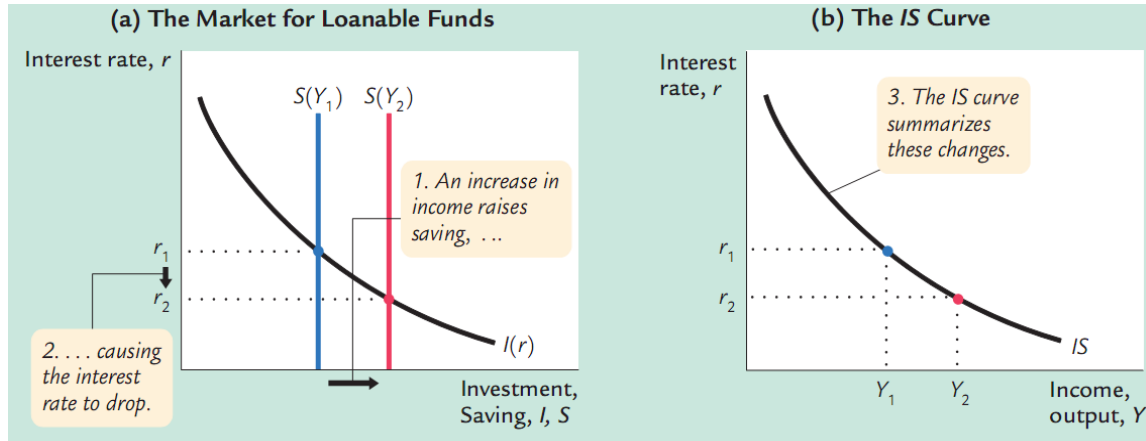 (a) The Market for Loanable Funds
Interest rate, r
S(Y₁)
S(Y₂)
1. An increase in
income raises
saving, . . .
r₁
r₂
2. . . . causing
the interest
rate to drop.
I(r)
Investment,
Saving, I, S
(b) The IS Curve
Interest
rate, r
3. The IS curve
summarizes
these changes.
r₁
r₂
IS
Y₁
Y₂
Income,
output, Y